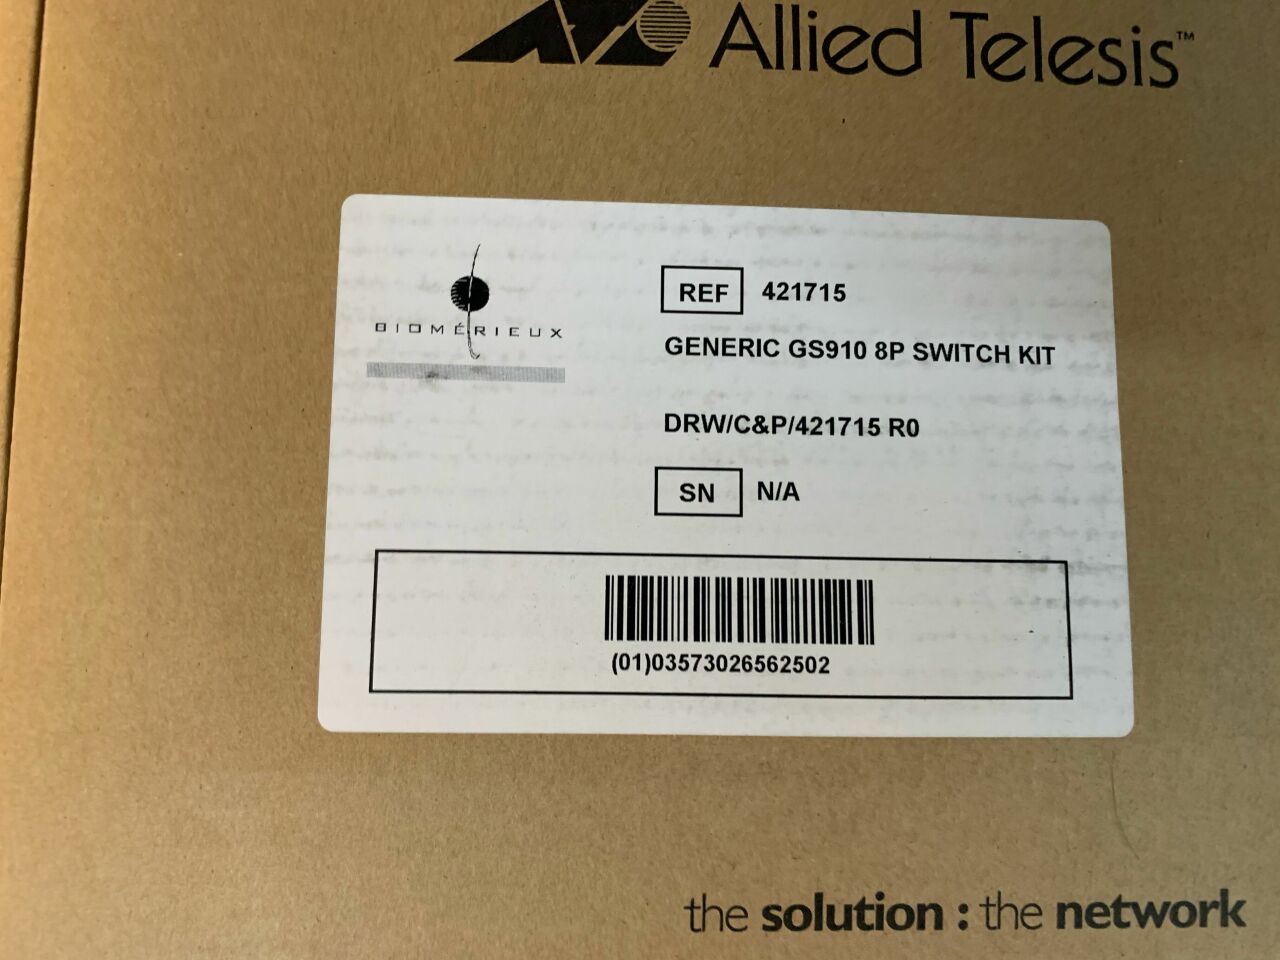 Allied Telesis™
BIOMÉRIEUX
REF 421715
GENERIC GS910 8P SWITCH KIT
DRW/C&P/421715 R0
SN N/A
(01)03573026562502
the solution : the network